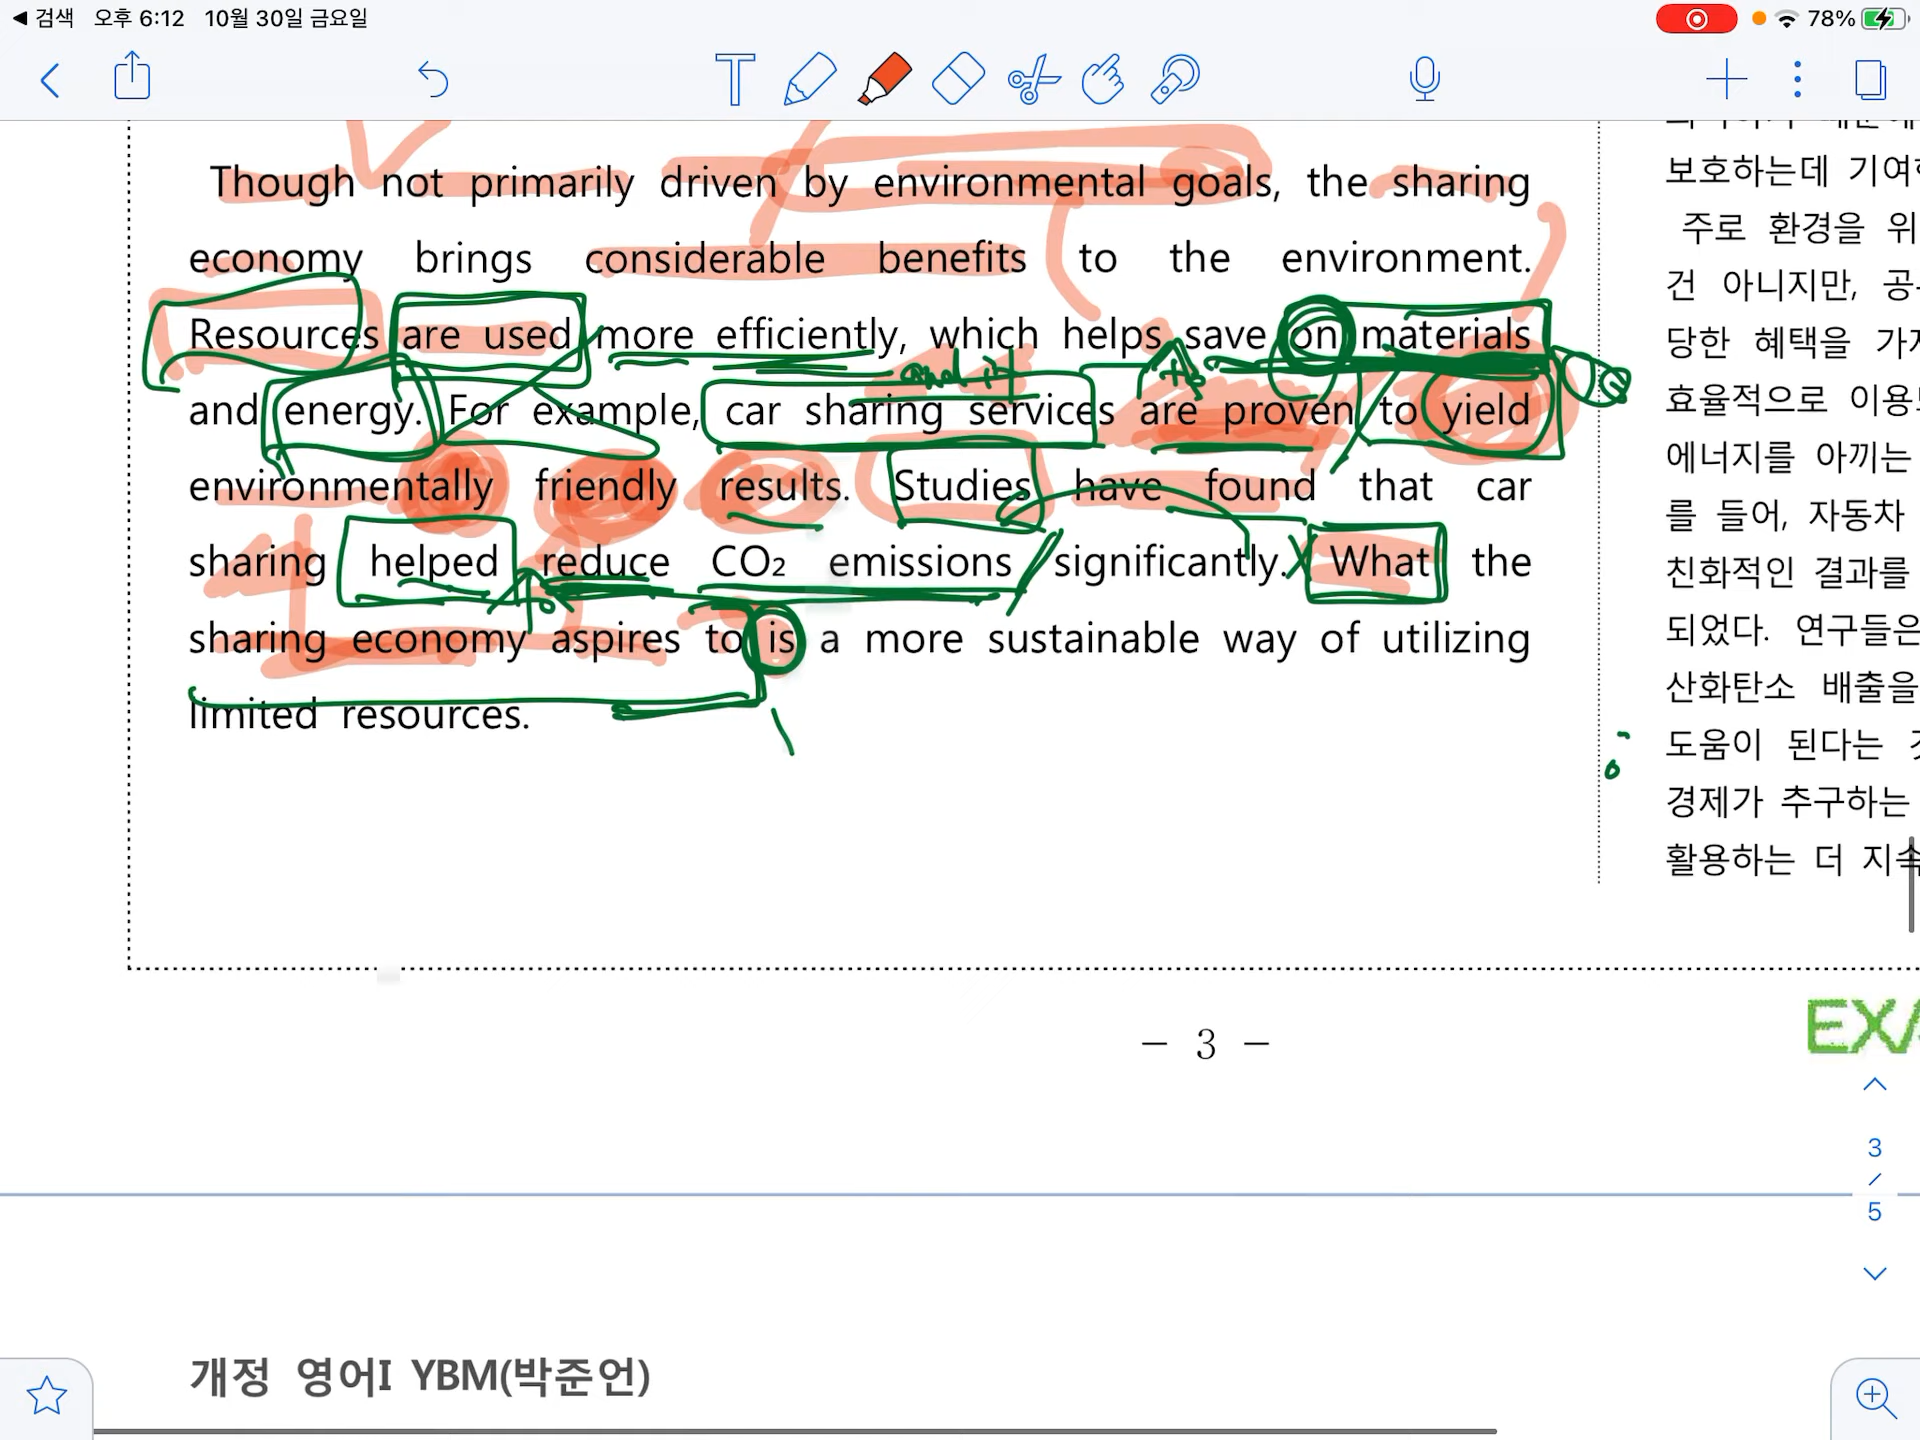 검색 오후 6:12 10월 30일 금요일
78%
Though not primarily driven by environmental goals, the sharing
economy brings considerable benefits to the environment.
Resources are used more efficiently, which helps save on materials
and it
to
and energy. For example, car sharing services are proven to yield
environmentally friendly results. Studies have found that car
sharing helped reduce CO₂ emissions significantly. What the
to
sharing economy aspires to is a more sustainable way of utilizing
limited resources.
보호하는데
주로 환경을 위
건 아니지만,
당한 혜택을
효율적으로
에너지를 아끼는
를 들어, 자동차
친화적인 결과를
되었다. 연구들은
산화탄소 배출을
도움이 된다는
경제가 추구하는
활용하는 더
- 3 -
3
/
5
개정 영어I YBM(박준언)